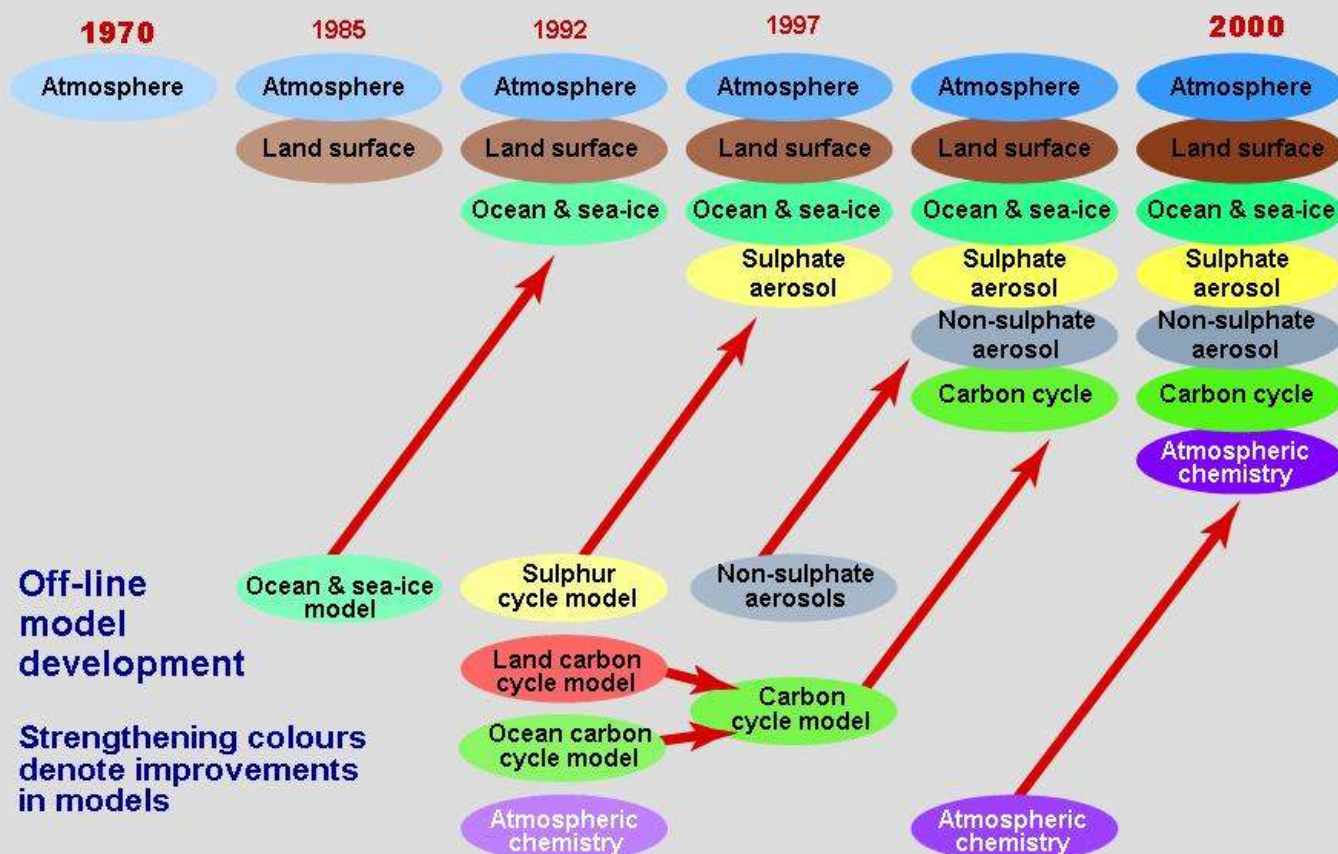 1970 1985 1992 1997 2000
Atmosphere Atmosphere Atmosphere Atmosphere Atmosphere Atmosphere
Land surface Land surface Land surface Land surface Land surface
Ocean & sea-ice Ocean & sea-ice Ocean & sea-ice Ocean & sea-ice
Sulphate
aerosol
Sulphate
aerosol
Sulphate
aerosol
Non-sulphate
aerosol
Non-sulphate
aerosol
Carbon cycle Carbon cycle
Atmospheric
chemistry
Off-line
model
development
Ocean & sea-ice
model
Sulphur
cycle model
Non-sulphate
aerosols
Land carbon
cycle model
Carbon
cycle model
Ocean carbon
cycle model
Strengthening colours
denote improvements
in models
Atmospheric
chemistry
Atmospheric
chemistry